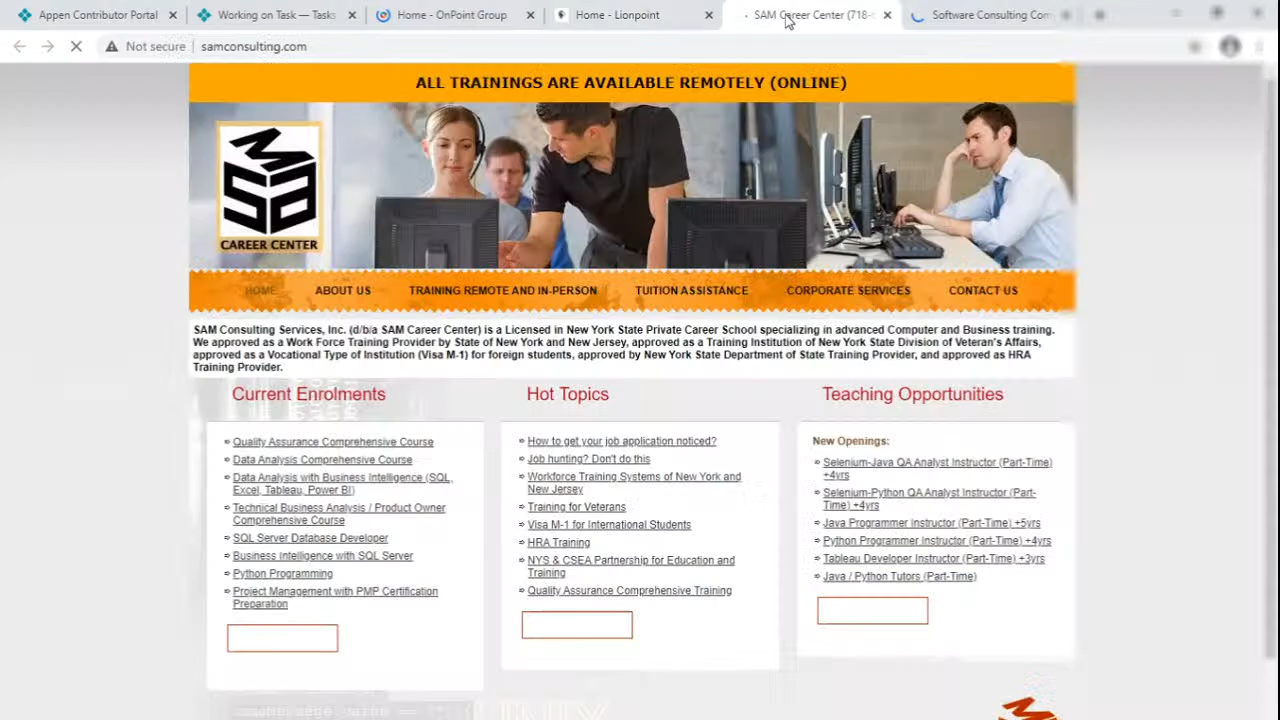 Appen Contributor Portal
Working on Task — Tasks
Home - OnPoint Group
Home - Lionpoint
SAM Career Center (718-
Software Consulting Com
Not secure
samconsulting.com
ALL TRAININGS ARE AVAILABLE REMOTELY (ONLINE)
CAREER CENTER
HOME
ABOUT US
TRAINING REMOTE AND IN-PERSON
TUITION ASSISTANCE
CORPORATE SERVICES
CONTACT US
SAM Consulting Services, Inc. (d/b/a SAM Career Center) is a Licensed in New York State Private Career School specializing in advanced Computer and Business training.
We approved as a Work Force Training Provider by State of New York and New Jersey, approved as a Training Institution of New York State Division of Veteran's Affairs,
approved as a Vocational Type of Institution (Visa M-1) for foreign students, approved by New York State Department of State Training Provider, and approved as HRA
Training Provider.
Current Enrolments
Quality Assurance Comprehensive Course
Data Analysis Comprehensive Course
Data Analysis with Business Intelligence (SQL,
Excel, Tableau, Power BI)
Technical Business Analysis / Product Owner
Comprehensive Course
SQL Server Database Developer
Business Intelligence with SQL Server
Python Programming
Project Management with PMP Certification
Preparation
Hot Topics
How to get your job application noticed?
Job hunting? Don't do this
Workforce Training Systems of New York and
New Jersey
Training for Veterans
Visa M-1 for International Students
HRA Training
NYS & CSEA Partnership for Education and
Training
Quality Assurance Comprehensive Training
Teaching Opportunities
New Openings:
Selenium-Java QA Analyst Instructor (Part-Time)
+4yrs
Selenium-Python QA Analyst Instructor (Part-
Time) +4yrs
Java Programmer Instructor (Part-Time) +5yrs
Python Programmer Instructor (Part-Time) +4yrs
Tableau Developer Instructor (Part-Time) +3yrs
Java / Python Tutors (Part-Time)